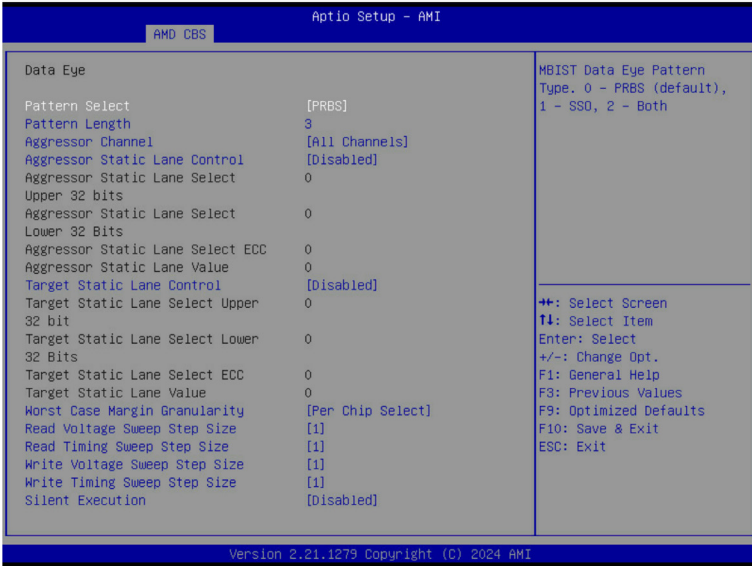 Aptio Setup - AMI
AMD CBS
Data Eye
Pattern Select [PRBS]
Pattern Length 3
Aggressor Channel [All Channels]
Aggressor Static Lane Control [Disabled]
Aggressor Static Lane Select 0
Upper 32 bits
Aggressor Static Lane Select 0
Lower 32 Bits
Aggressor Static Lane Select ECC 0
Aggressor Static Lane Value 0
Target Static Lane Control [Disabled]
Target Static Lane Select Upper 0
32 bit
Target Static Lane Select Lower 0
32 Bits
Target Static Lane Select ECC 0
Target Static Lane Value 0
Worst Case Margin Granularity [Per Chip Select]
Read Voltage Sweep Step Size [1]
Read Timing Sweep Step Size [1]
Write Voltage Sweep Step Size [1]
Write Timing Sweep Step Size [1]
Silent Execution [Disabled]
MBIST Data Eye Pattern
Type. 0 - PRBS (default),
1 - SSO, 2 - Both
→←: Select Screen
↑↓: Select Item
Enter: Select
+/-: Change Opt.
F1: General Help
F3: Previous Values
F9: Optimized Defaults
F10: Save & Exit
ESC: Exit
Version 2.21.1279 Copyright (C) 2024 AMI